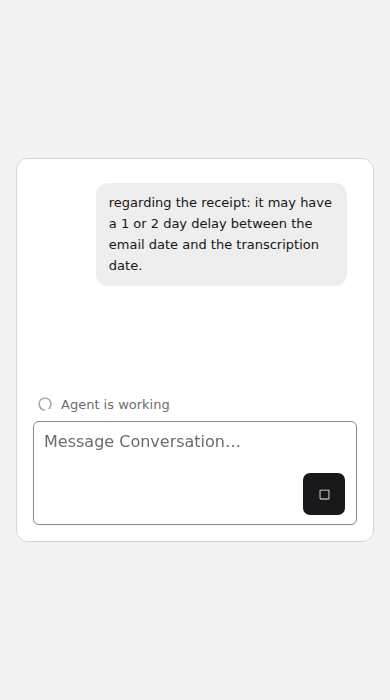 regarding the receipt: it may have
a 1 or 2 day delay between the
email date and the transcription
date.
Agent is working
Message Conversation...